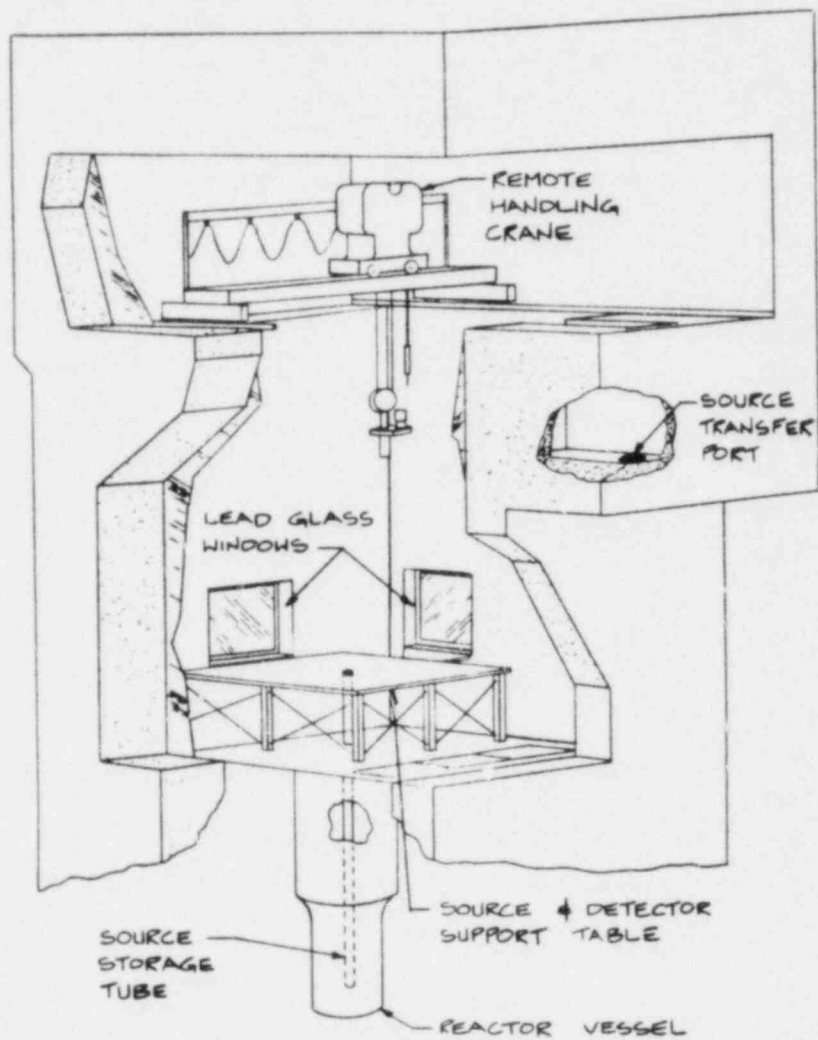 REMOTE
HANDLING
CRANE
SOURCE
TRANSFER
PORT
LEAD GLASS
WINDOWS
SOURCE & DETECTOR
SUPPORT TABLE
SOURCE
STORAGE
TUBE
REACTOR VESSEL